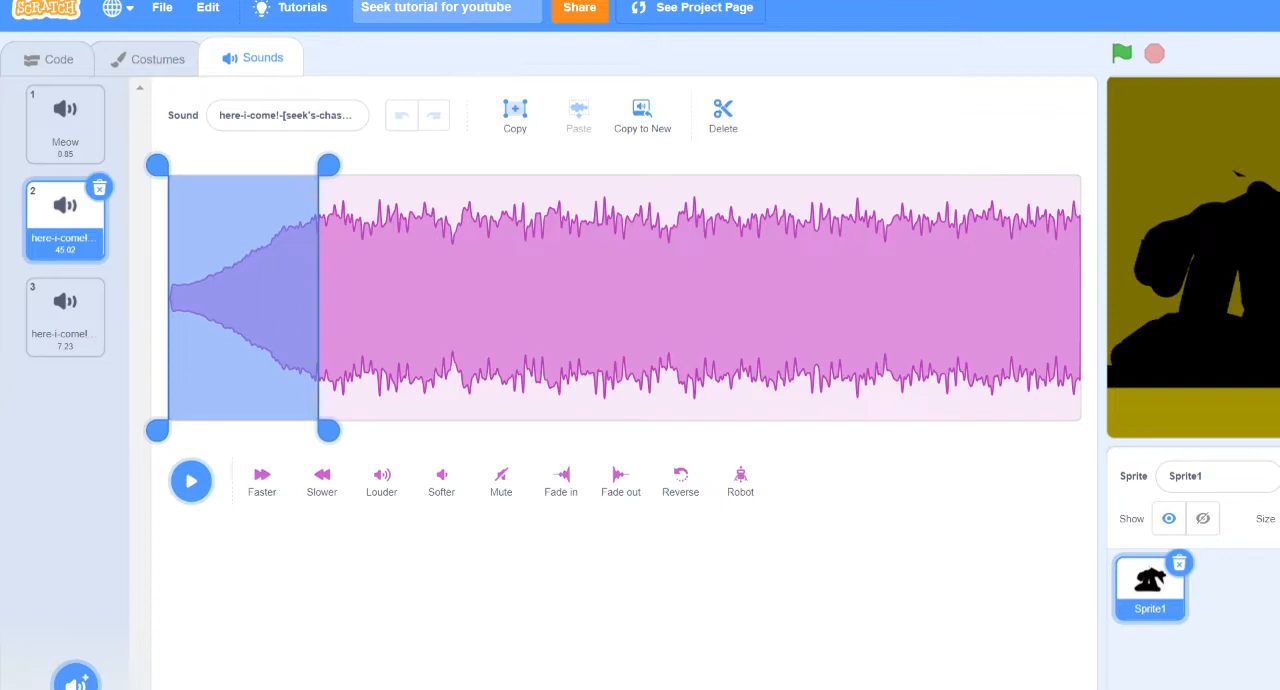 SCRATCH
File Edit Tutorials Seek tutorial for youtube Share See Project Page
Code Costumes Sounds
1
Meow
0.85
2
here-i-come!...
45.02
3
here-i-come!...
7.23
Sound here-i-come!-[seek's-chas...
Copy Paste Copy to New Delete
Faster Slower Louder Softer Mute Fade in Fade out Reverse Robot
Sprite Sprite1
Show Size
Sprite1